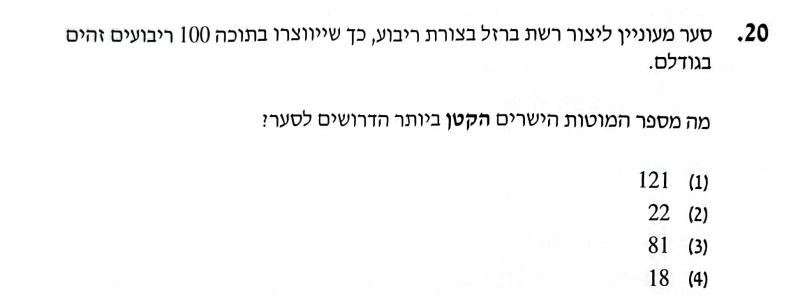 20. סער מעוניין ליצור רשת ברזל בצורת ריבוע, כך שייווצרו בתוכה 100 ריבועים זהים
בגודלם.
מה מספר המוטות הישרים הקטן ביותר הדרושים לסער?
(1) 121
(2) 22
(3) 81
(4) 18